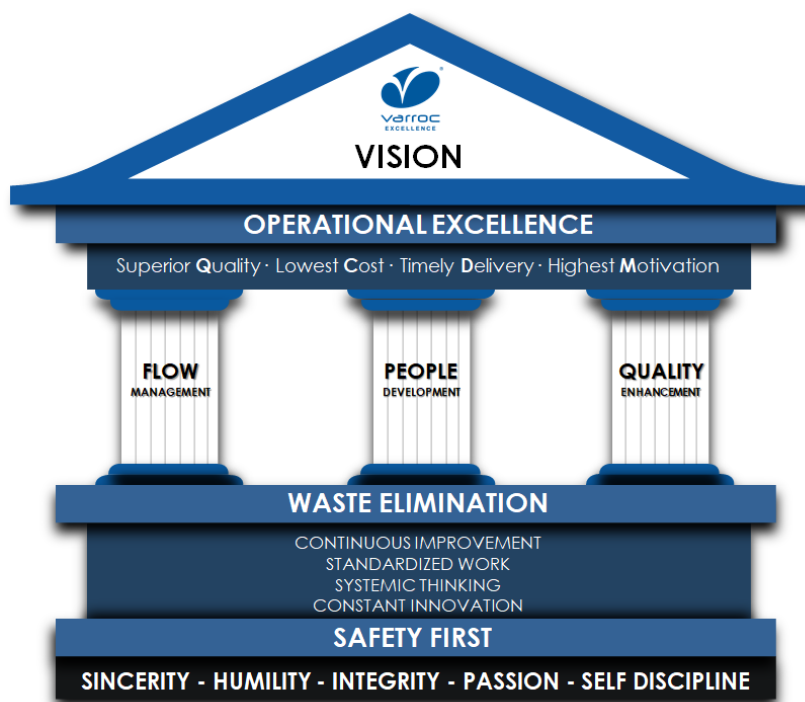 varroc
EXCELLENCE
VISION
OPERATIONAL EXCELLENCE
Superior Quality · Lowest Cost · Timely Delivery · Highest Motivation
FLOW
MANAGEMENT
PEOPLE
DEVELOPMENT
QUALITY
ENHANCEMENT
WASTE ELIMINATION
CONTINUOUS IMPROVEMENT
STANDARDIZED WORK
SYSTEMIC THINKING
CONSTANT INNOVATION
SAFETY FIRST
SINCERITY - HUMILITY - INTEGRITY - PASSION - SELF DISCIPLINE